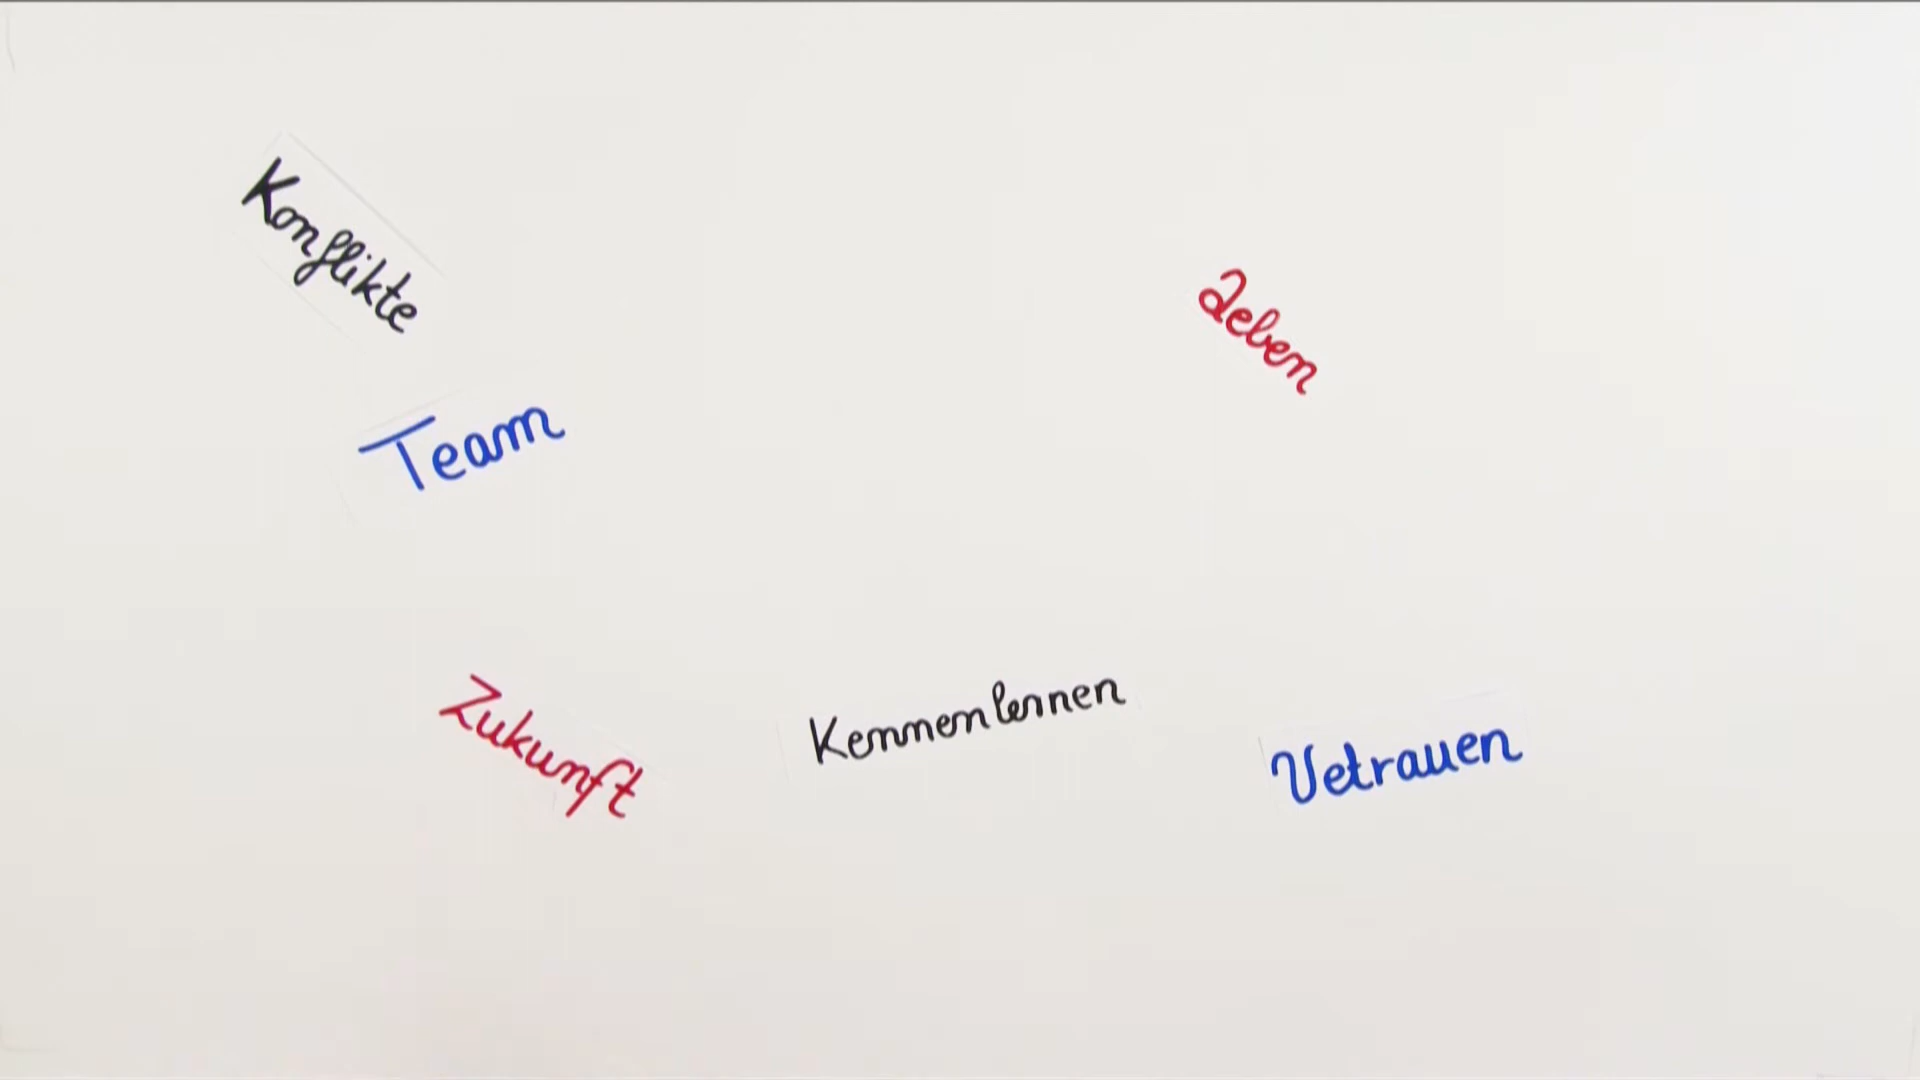 Konflikte
Leben
Team
Zukunft
Kennenlernen
Vetrauen